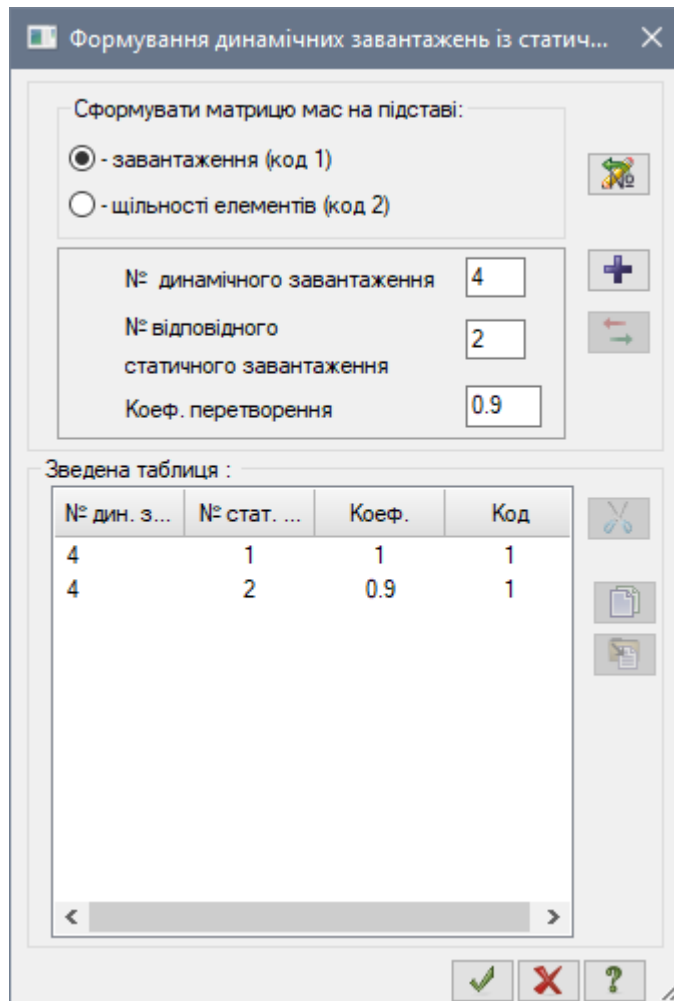 Формування динамічних завантажень із статич...
Сформувати матрицю мас на підставі:
- завантаження (код 1)
- щільності елементів (код 2)
№ динамічного завантаження 4
№ відповідного статичного завантаження 2
Коеф. перетворення 0.9
Зведена таблиця :
№ дин. з... № стат. ... Коеф. Код
4 1 1 1
4 2 0.9 1